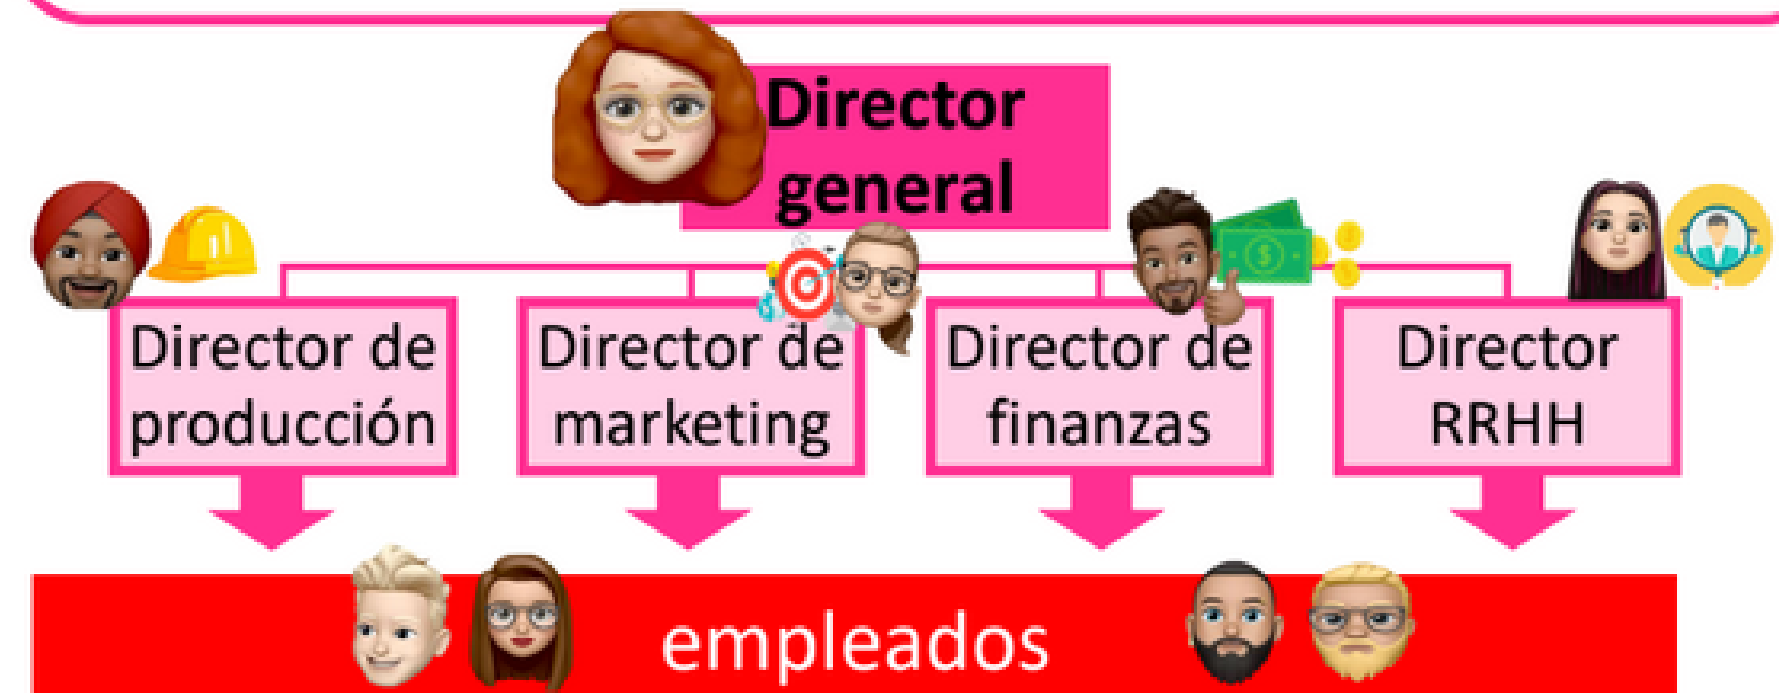 Director
general
Director de
producción
Director de
marketing
Director de
finanzas
Director
RRHH
empleados